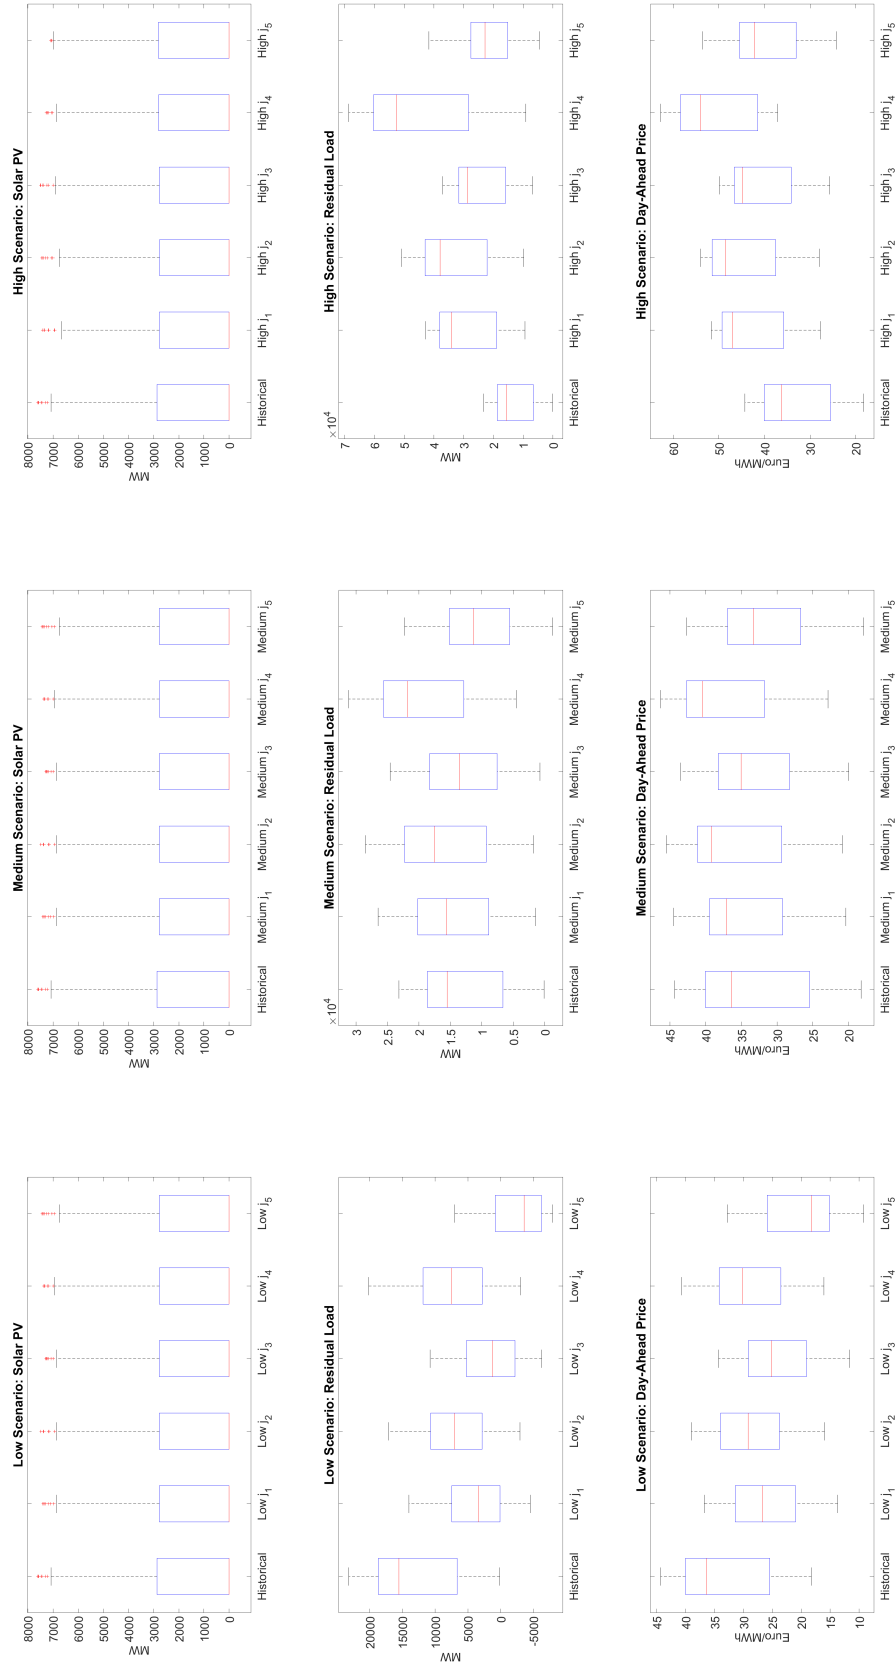 Low Scenario: Solar PV
8000
7000
6000
5000
4000
3000
2000
1000
0
MW
Historical Low j1 Low j2 Low j3 Low j4 Low j5
Medium Scenario: Solar PV
8000
7000
6000
5000
4000
3000
2000
1000
0
MW
Historical Medium j1 Medium j2 Medium j3 Medium j4 Medium j5
High Scenario: Solar PV
8000
7000
6000
5000
4000
3000
2000
1000
0
MW
Historical High j1 High j2 High j3 High j4 High j5
Low Scenario: Residual Load
20000
15000
10000
5000
0
-5000
MW
Historical Low j1 Low j2 Low j3 Low j4 Low j5
Medium Scenario: Residual Load
×10^4
3
2.5
2
1.5
1
0.5
0
MW
Historical Medium j1 Medium j2 Medium j3 Medium j4 Medium j5
High Scenario: Residual Load
×10^4
7
6
5
4
3
2
1
0
MW
Historical High j1 High j2 High j3 High j4 High j5
Low Scenario: Day-Ahead Price
45
40
35
30
25
20
15
10
Euro/MWh
Historical Low j1 Low j2 Low j3 Low j4 Low j5
Medium Scenario: Day-Ahead Price
45
40
35
30
25
20
Euro/MWh
Historical Medium j1 Medium j2 Medium j3 Medium j4 Medium j5
High Scenario: Day-Ahead Price
60
50
40
30
20
Euro/MWh
Historical High j1 High j2 High j3 High j4 High j5